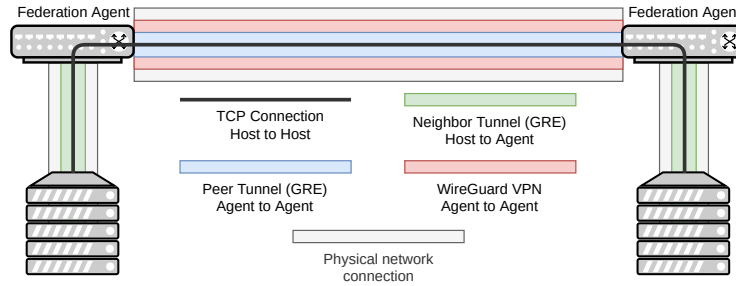 Federation Agent
Federation Agent
TCP Connection
Host to Host
Neighbor Tunnel (GRE)
Host to Agent
Peer Tunnel (GRE)
Agent to Agent
WireGuard VPN
Agent to Agent
Physical network
connection